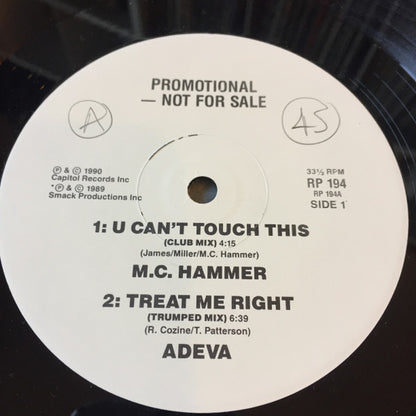 PROMOTIONAL
— NOT FOR SALE
A
45
℗ & © 1990
Capitol Records Inc
*℗ & © 1989
Smack Productions Inc
33⅓ RPM
RP 194
RP 194A
SIDE 1
1: U CAN'T TOUCH THIS
(CLUB MIX) 4:15
(James/Miller/M.C. Hammer)
M.C. HAMMER
2: TREAT ME RIGHT
(TRUMPED MIX) 6:39
(R. Cozine/T. Patterson)
ADEVA